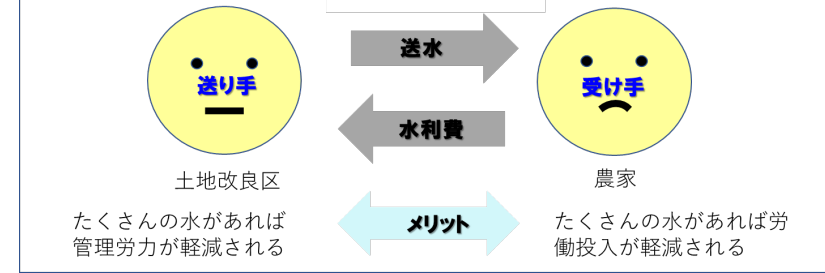 送水
送り手
受け手
水利費
土地改良区
農家
たくさんの水があれば
管理労力が軽減される
メリット
たくさんの水があれば労
働投入が軽減される